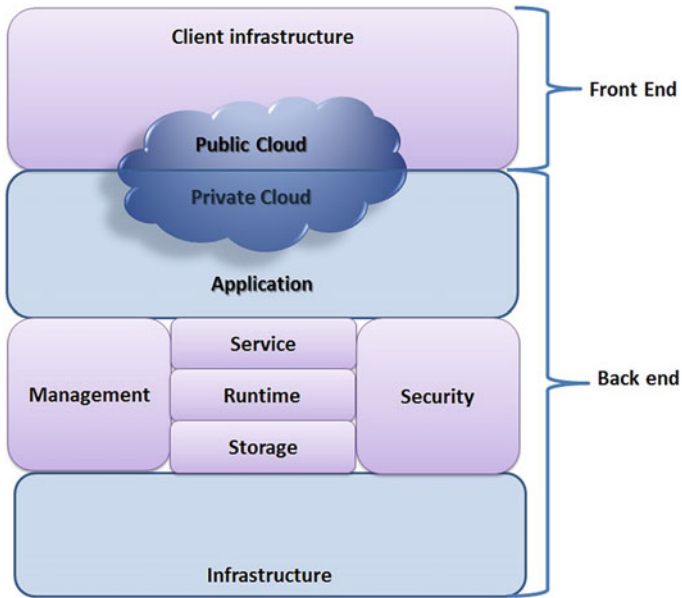 Client infrastructure
Front End
Public Cloud
Private Cloud
Application
Service
Management
Runtime
Security
Back end
Storage
Infrastructure